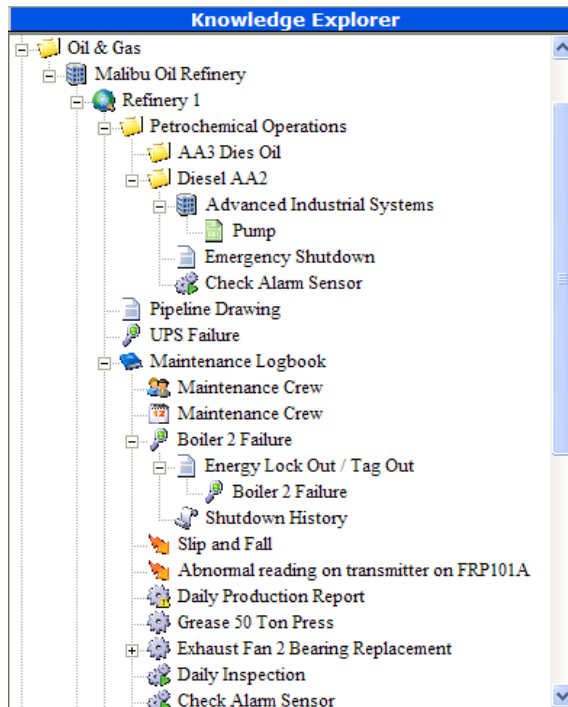 Knowledge Explorer
Oil & Gas
Malibu Oil Refinery
Refinery 1
Petrochemical Operations
AA3 Dies Oil
Diesel AA2
Advanced Industrial Systems
Pump
Emergency Shutdown
Check Alarm Sensor
Pipeline Drawing
UPS Failure
Maintenance Logbook
Maintenance Crew
12 Maintenance Crew
Boiler 2 Failure
Energy Lock Out / Tag Out
Boiler 2 Failure
Shutdown History
Slip and Fall
Abnormal reading on transmitter on FRP101A
Daily Production Report
Grease 50 Ton Press
Exhaust Fan 2 Bearing Replacement
Daily Inspection
Check Alarm Sensor